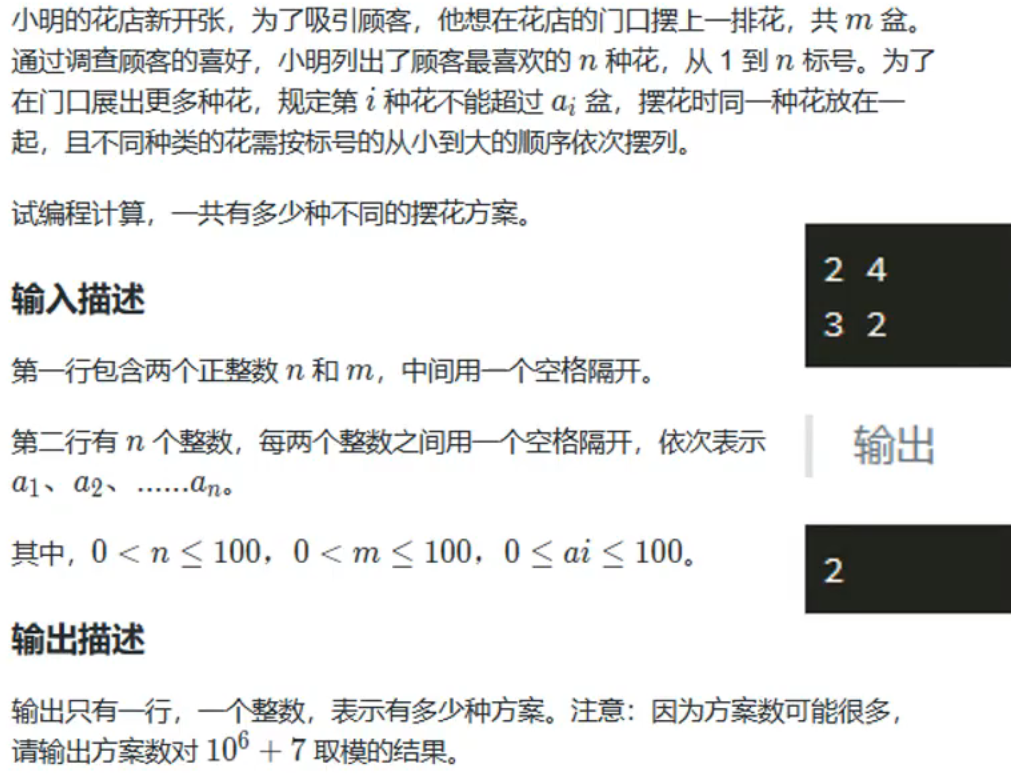 小明的花店新开张，为了吸引顾客，他想在花店的门口摆上一排花，共 m 盆。
通过调查顾客的喜好，小明列出了顾客最喜欢的 n 种花，从 1 到 n 标号。为了
在门口展出更多种花，规定第 i 种花不能超过 a_i 盆，摆花时同一种花放在一
起，且不同种类的花需按标号的从小到大的顺序依次摆列。
试编程计算，一共有多少种不同的摆花方案。
输入描述
第一行包含两个正整数 n 和 m，中间用一个空格隔开。
第二行有 n 个整数，每两个整数之间用一个空格隔开，依次表示
a_1、a_2、……a_n。
其中，0 < n ≤ 100，0 < m ≤ 100，0 ≤ ai ≤ 100。
输出描述
输出只有一行，一个整数，表示有多少种方案。注意：因为方案数可能很多，
请输出方案数对 10^6 + 7 取模的结果。
2 4
3 2
输出
2